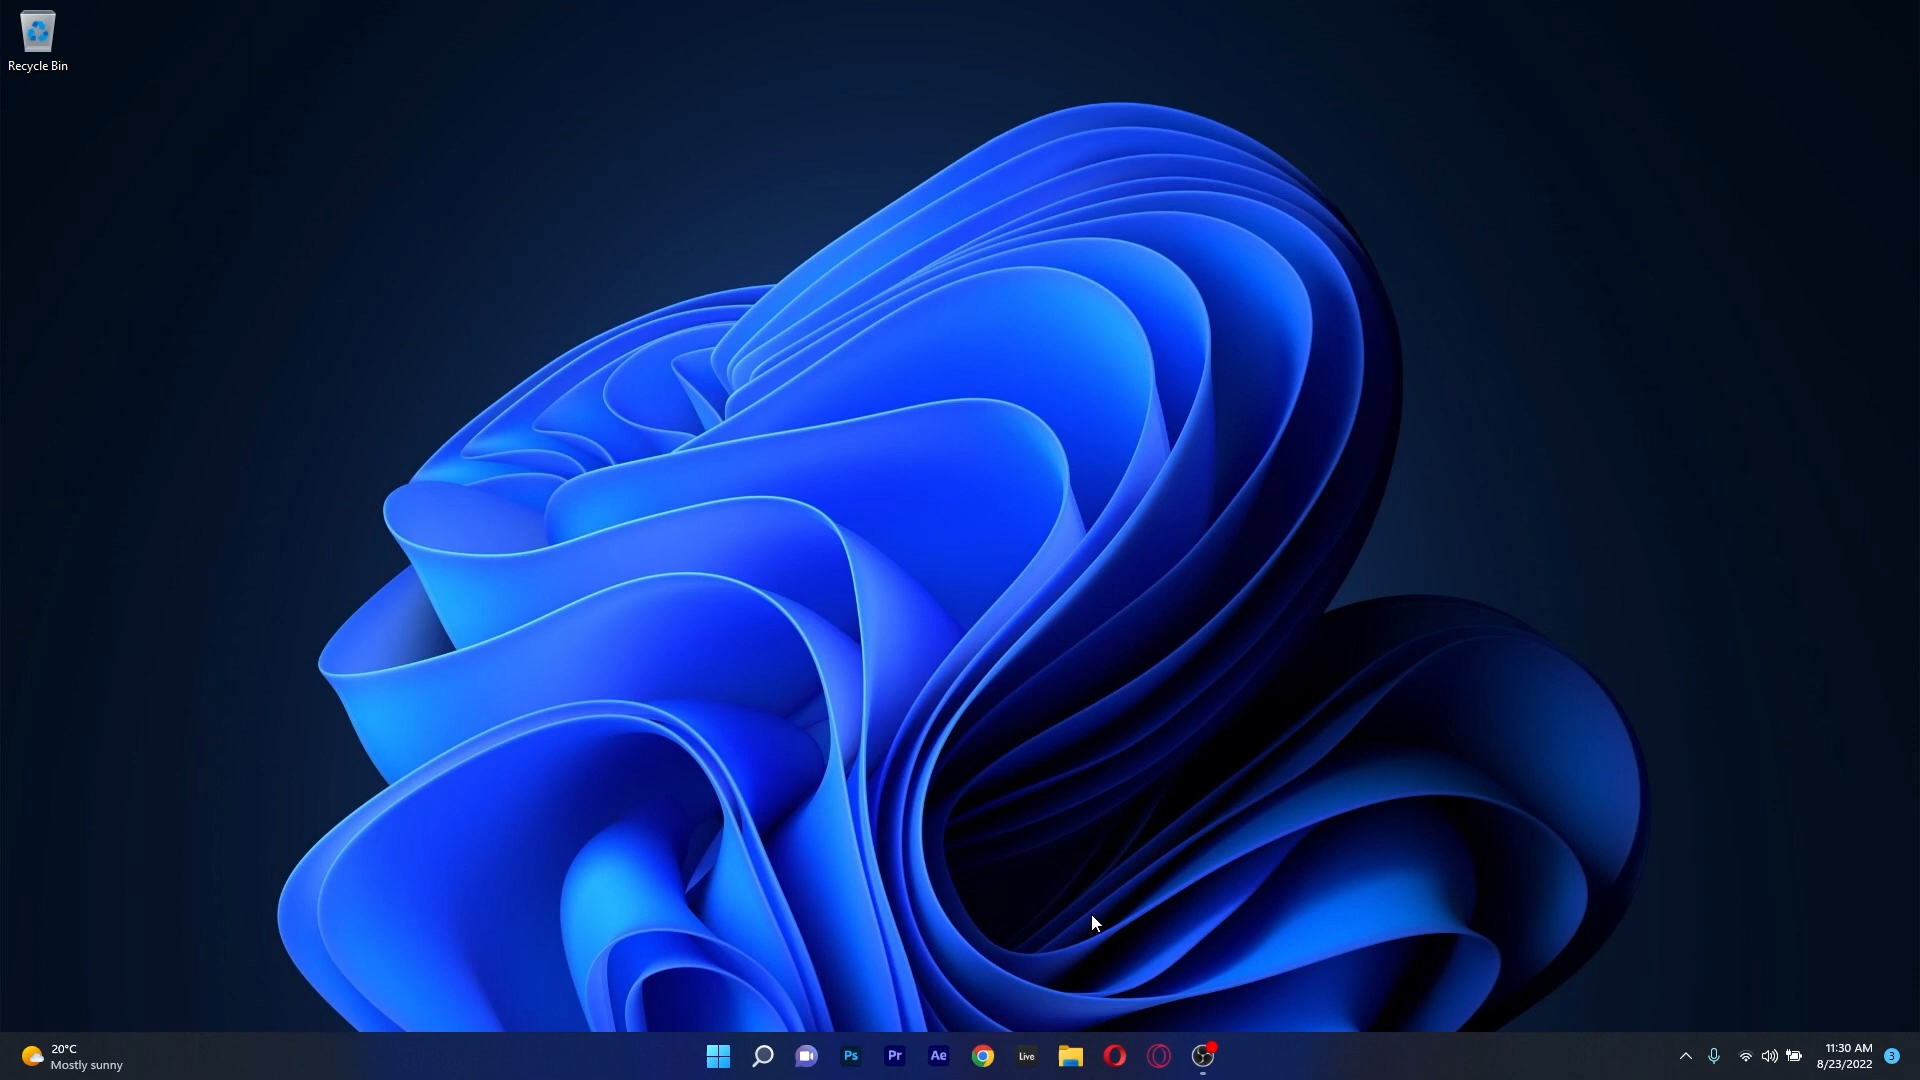 Recycle Bin
20°C
Mostly sunny
Ps
Pr
Ae
Live
11:30 AM
8/23/2022
3